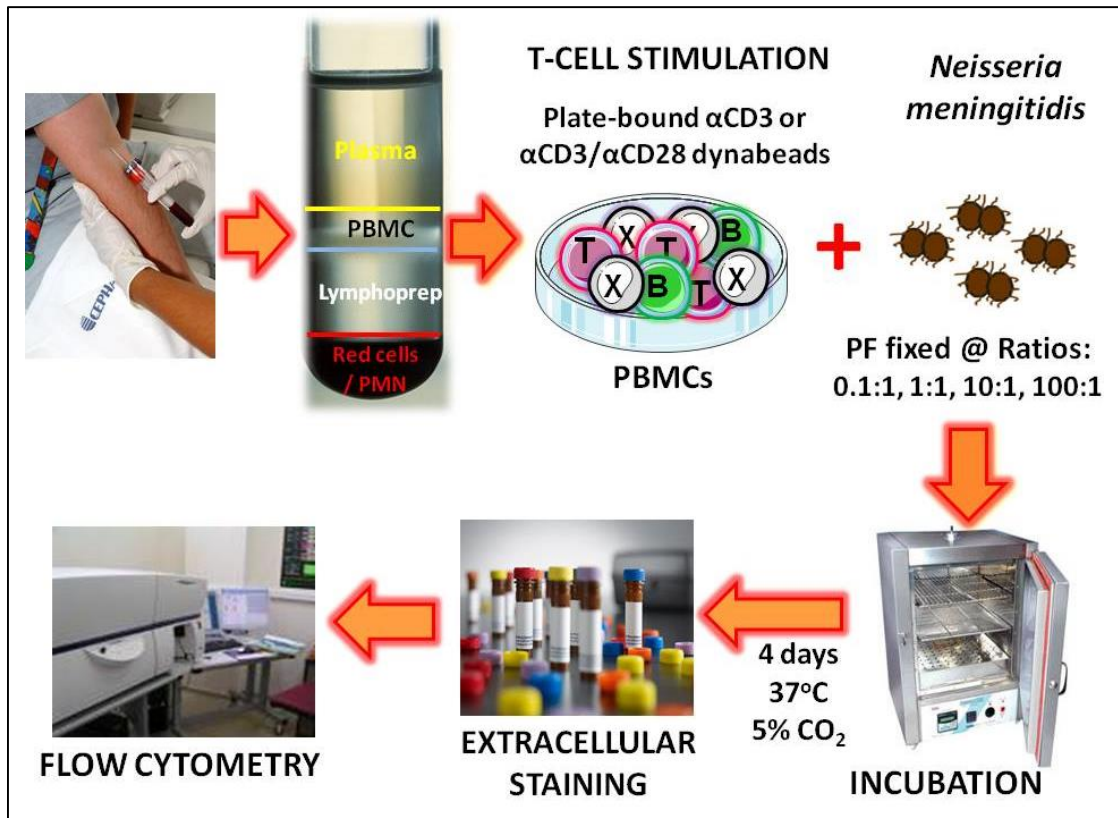 Plasma
PBMC
Lymphoprep
Red cells
/ PMN
T-CELL STIMULATION
Plate-bound αCD3 or
αCD3/αCD28 dynabeads
T
X
T
X
B
X
B
T
X
PBMCs
+
Neisseria
meningitidis
PF fixed @ Ratios:
0.1:1, 1:1, 10:1, 100:1
INCUBATION
4 days
37°C
5% CO₂
EXTRACELLULAR
STAINING
FLOW CYTOMETRY